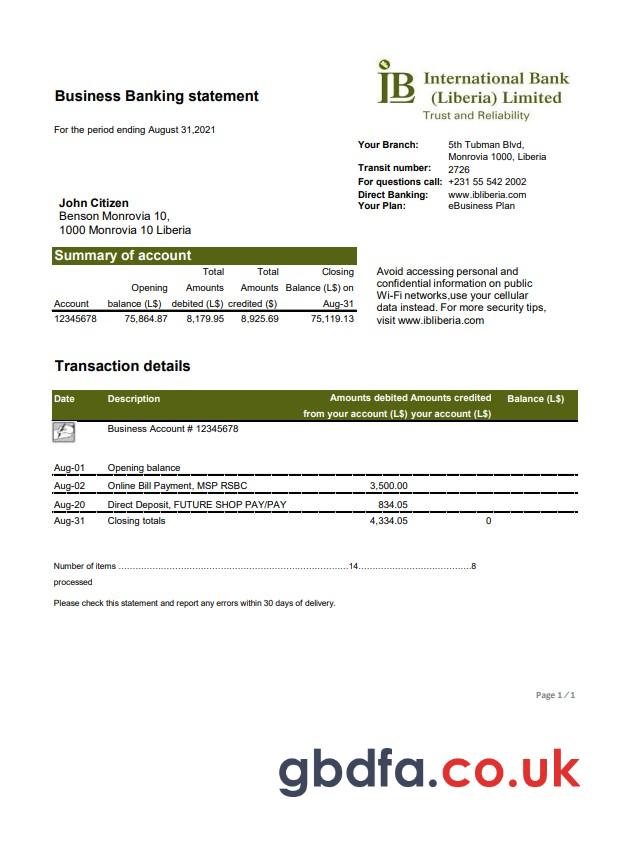 iB International Bank
(Liberia) Limited
Trust and Reliability
Business Banking statement
For the period ending August 31,2021
Your Branch: 5th Tubman Blvd,
Monrovia 1000, Liberia
Transit number: 2726
For questions call: +231 55 542 2002
Direct Banking: www.ibliberia.com
Your Plan: eBusiness Plan
John Citizen
Benson Monrovia 10,
1000 Monrovia 10 Liberia
Summary of account
Total Total Closing
Opening Amounts Amounts Balance (L$) on
Account balance (L$) debited (L$) credited ($) Aug-31
12345678 75,864.87 8,179.95 8,925.69 75,119.13
Avoid accessing personal and
confidential information on public
Wi-Fi networks,use your cellular
data instead. For more security tips,
visit www.ibliberia.com
Transaction details
Date Description Amounts debited Amounts credited Balance (L$)
from your account (L$) your account (L$)
Business Account # 12345678
Aug-01 Opening balance
Aug-02 Online Bill Payment, MSP RSBC 3,500.00
Aug-20 Direct Deposit, FUTURE SHOP PAY/PAY 834.05
Aug-31 Closing totals 4,334.05 0
Number of items ................................................................................14.........................................8
processed
Please check this statement and report any errors within 30 days of delivery.
Page 1 / 1
gbdfa.co.uk